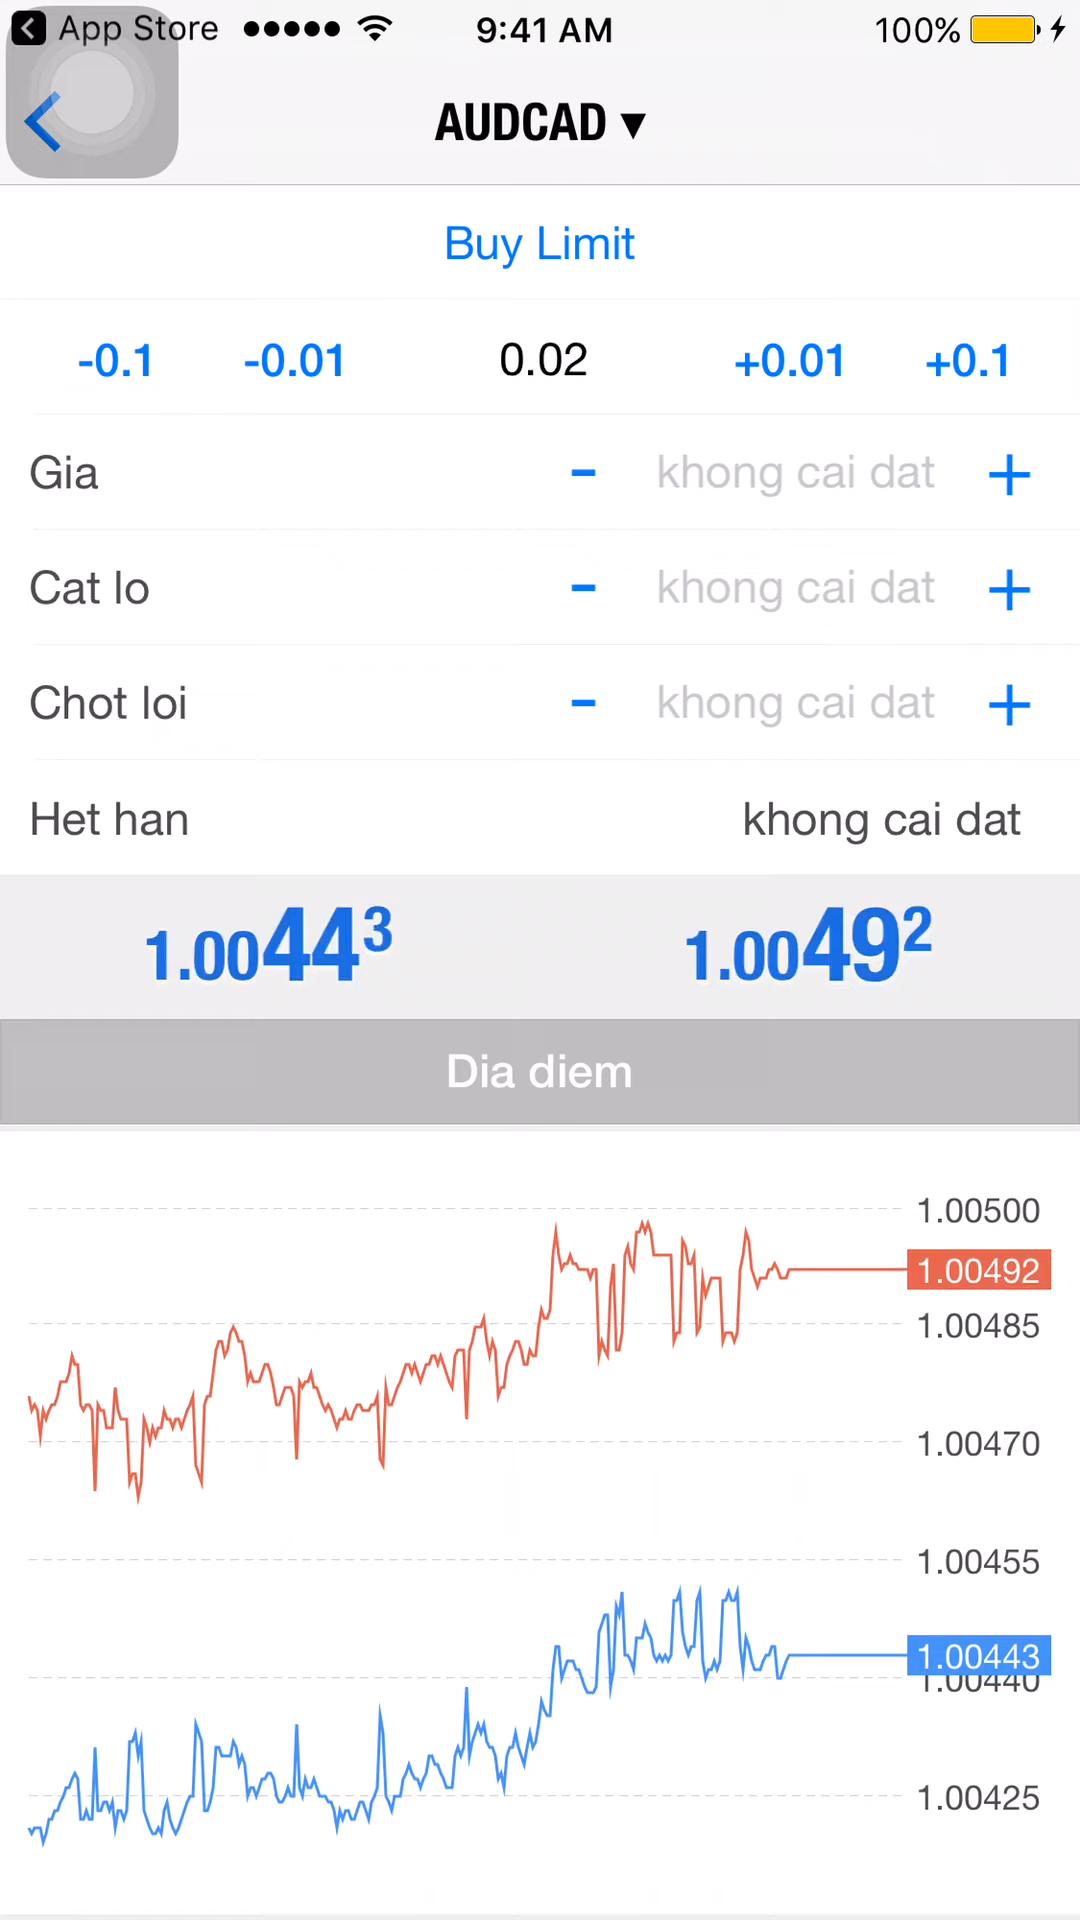 App Store 9:41 AM 100%
AUDCAD ▼
Buy Limit
-0.1 -0.01 0.02 +0.01 +0.1
Gia - khong cai dat +
Cat lo - khong cai dat +
Chot loi - khong cai dat +
Het han khong cai dat
1.00443 1.00492
Dia diem
1.00500
1.00492
1.00485
1.00470
1.00455
1.00443
1.00440
1.00425